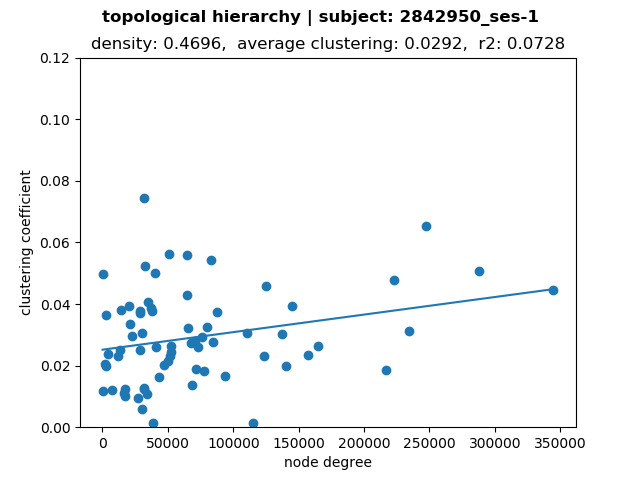 topological hierarchy | subject: 2842950_ses-1
density: 0.4696,  average clustering: 0.0292,  r2: 0.0728
0.12
0.10
0.08
0.06
0.04
0.02
0.00
clustering coefficient
0 50000 100000 150000 200000 250000 300000 350000
node degree